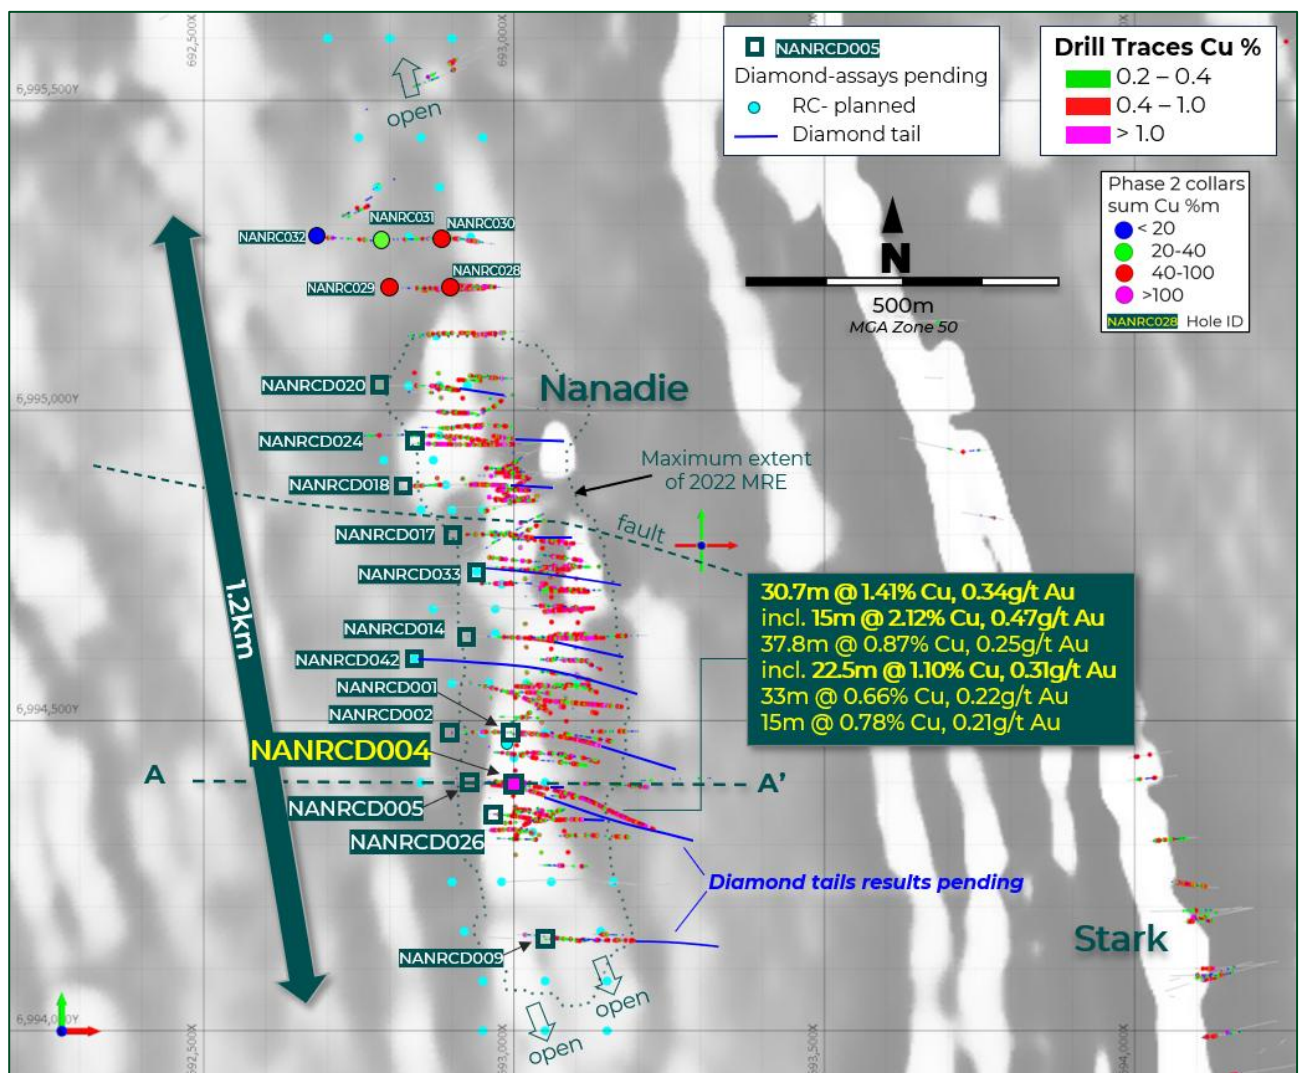 692,500X
693,000X
6,995,500Y
open
NANRCD005
Diamond-assays pending
RC- planned
Diamond tail
Drill Traces Cu %
0.2 – 0.4
0.4 – 1.0
> 1.0
Phase 2 collars
sum Cu %m
< 20
20-40
40-100
>100
NANRC028 Hole ID
N
500m
MGA Zone 50
NANRC032
NANRC031
NANRC030
NANRC029
NANRC028
NANRCD020
Nanadie
6,995,000Y
NANRCD024
Maximum extent
of 2022 MRE
NANRCD018
fault
NANRCD017
NANRCD033
1.2km
30.7m @ 1.41% Cu, 0.34g/t Au
incl. 15m @ 2.12% Cu, 0.47g/t Au
37.8m @ 0.87% Cu, 0.25g/t Au
incl. 22.5m @ 1.10% Cu, 0.31g/t Au
33m @ 0.66% Cu, 0.22g/t Au
15m @ 0.78% Cu, 0.21g/t Au
NANRCD014
NANRCD042
NANRCD001
NANRCD002
6,994,500Y
NANRCD004
A
A'
NANRCD005
NANRCD026
Diamond tails results pending
Stark
NANRCD009
open
open
692,500X
693,000X
693,500X